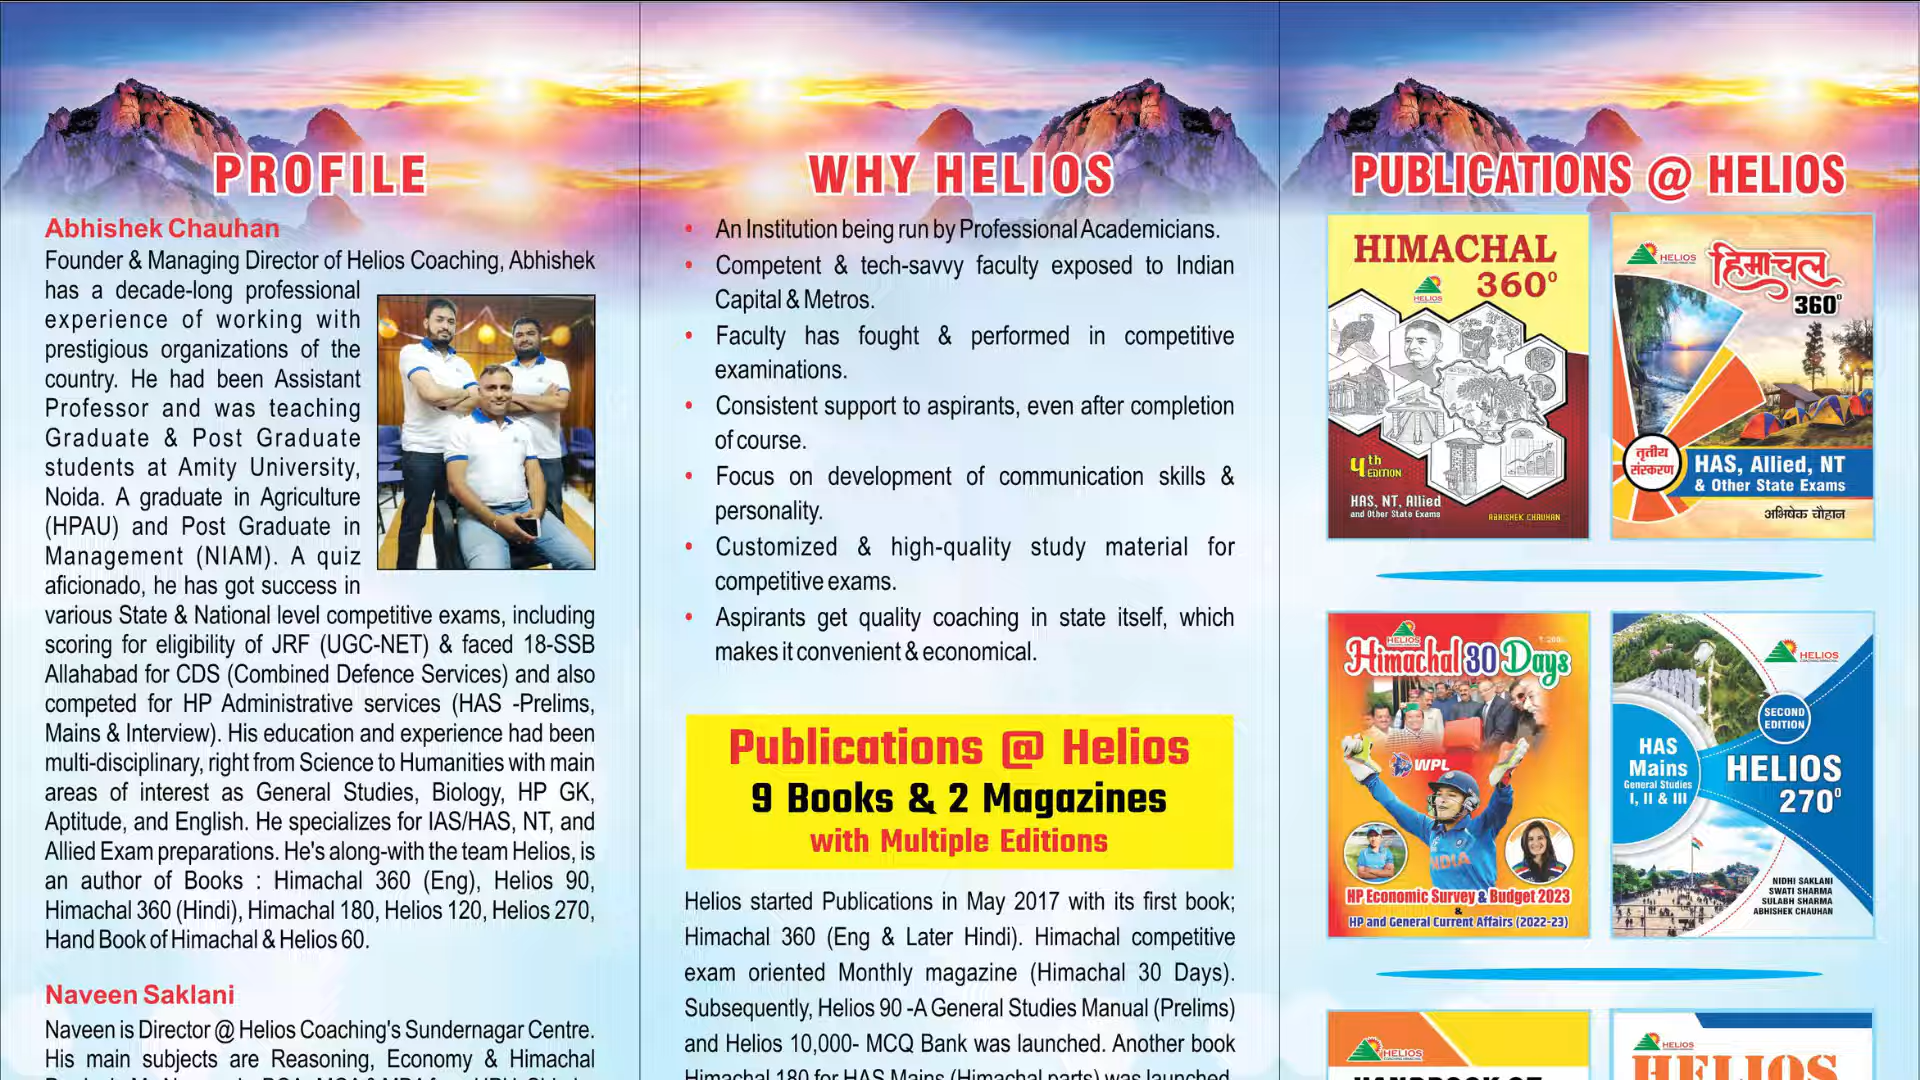 PROFILE
Abhishek Chauhan
Founder & Managing Director of Helios Coaching, Abhishek
has a decade-long professional
experience of working with
prestigious organizations of the
country. He had been Assistant
Professor and was teaching
Graduate & Post Graduate
students at Amity University,
Noida. A graduate in Agriculture
(HPAU) and Post Graduate in
Management (NIAM). A quiz
aficionado, he has got success in
various State & National level competitive exams, including
scoring for eligibility of JRF (UGC-NET) & faced 18-SSB
Allahabad for CDS (Combined Defence Services) and also
competed for HP Administrative services (HAS -Prelims,
Mains & Interview). His education and experience had been
multi-disciplinary, right from Science to Humanities with main
areas of interest as General Studies, Biology, HP GK,
Aptitude, and English. He specializes for IAS/HAS, NT, and
Allied Exam preparations. He's along-with the team Helios, is
an author of Books : Himachal 360 (Eng), Helios 90,
Himachal 360 (Hindi), Himachal 180, Helios 120, Helios 270,
Hand Book of Himachal & Helios 60.
Naveen Saklani
Naveen is Director @ Helios Coaching's Sundernagar Centre.
His main subjects are Reasoning, Economy & Himachal
WHY HELIOS
• An Institution being run by Professional Academicians.
• Competent & tech-savvy faculty exposed to Indian
Capital & Metros.
• Faculty has fought & performed in competitive
examinations.
• Consistent support to aspirants, even after completion
of course.
• Focus on development of communication skills &
personality.
• Customized & high-quality study material for
competitive exams.
• Aspirants get quality coaching in state itself, which
makes it convenient & economical.
Publications @ Helios
9 Books & 2 Magazines
with Multiple Editions
Helios started Publications in May 2017 with its first book;
Himachal 360 (Eng & Later Hindi). Himachal competitive
exam oriented Monthly magazine (Himachal 30 Days).
Subsequently, Helios 90 -A General Studies Manual (Prelims)
and Helios 10,000- MCQ Bank was launched. Another book
Himachal 180 for HAS Mains (Himachal parts) was launched.
PUBLICATIONS @ HELIOS
HIMACHAL
360⁰
HELIOS
4th
EDITION
HAS, NT, Allied
and Other State Exams
ABHISHEK CHAUHAN
HELIOS
हिमाचल
360⁰
तृतीय
संस्करण
HAS, Allied, NT
& Other State Exams
अभिषेक चौहान
HELIOS
Himachal 30 Days
WPL
INDIA
HP Economic Survey & Budget 2023
&
HP and General Current Affairs (2022-23)
HELIOS
SECOND
EDITION
HAS
Mains
General Studies
I, II & III
HELIOS
270⁰
NIDHI SAKLANI
SWATI SHARMA
SULABH SHARMA
ABHISHEK CHAUHAN
HELIOS
HANDBOOK OF
HELIOS
HELIOS